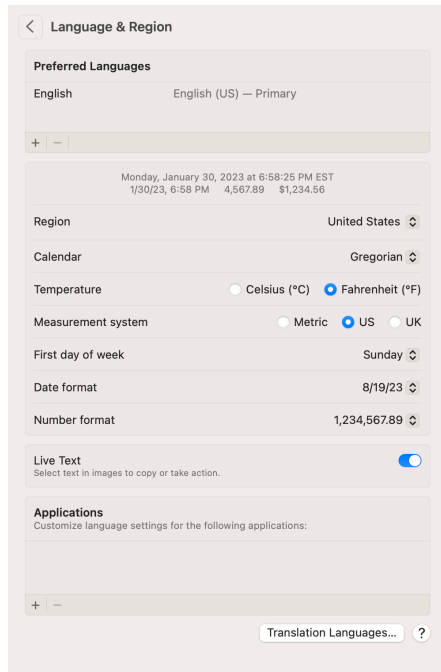 Language & Region
Preferred Languages
English English (US) — Primary
+ −
Monday, January 30, 2023 at 6:58:25 PM EST
1/30/23, 6:58 PM 4,567.89 $1,234.56
Region United States
Calendar Gregorian
Temperature Celsius (°C) Fahrenheit (°F)
Measurement system Metric US UK
First day of week Sunday
Date format 8/19/23
Number format 1,234,567.89
Live Text
Select text in images to copy or take action.
Applications
Customize language settings for the following applications:
+ −
Translation Languages... ?